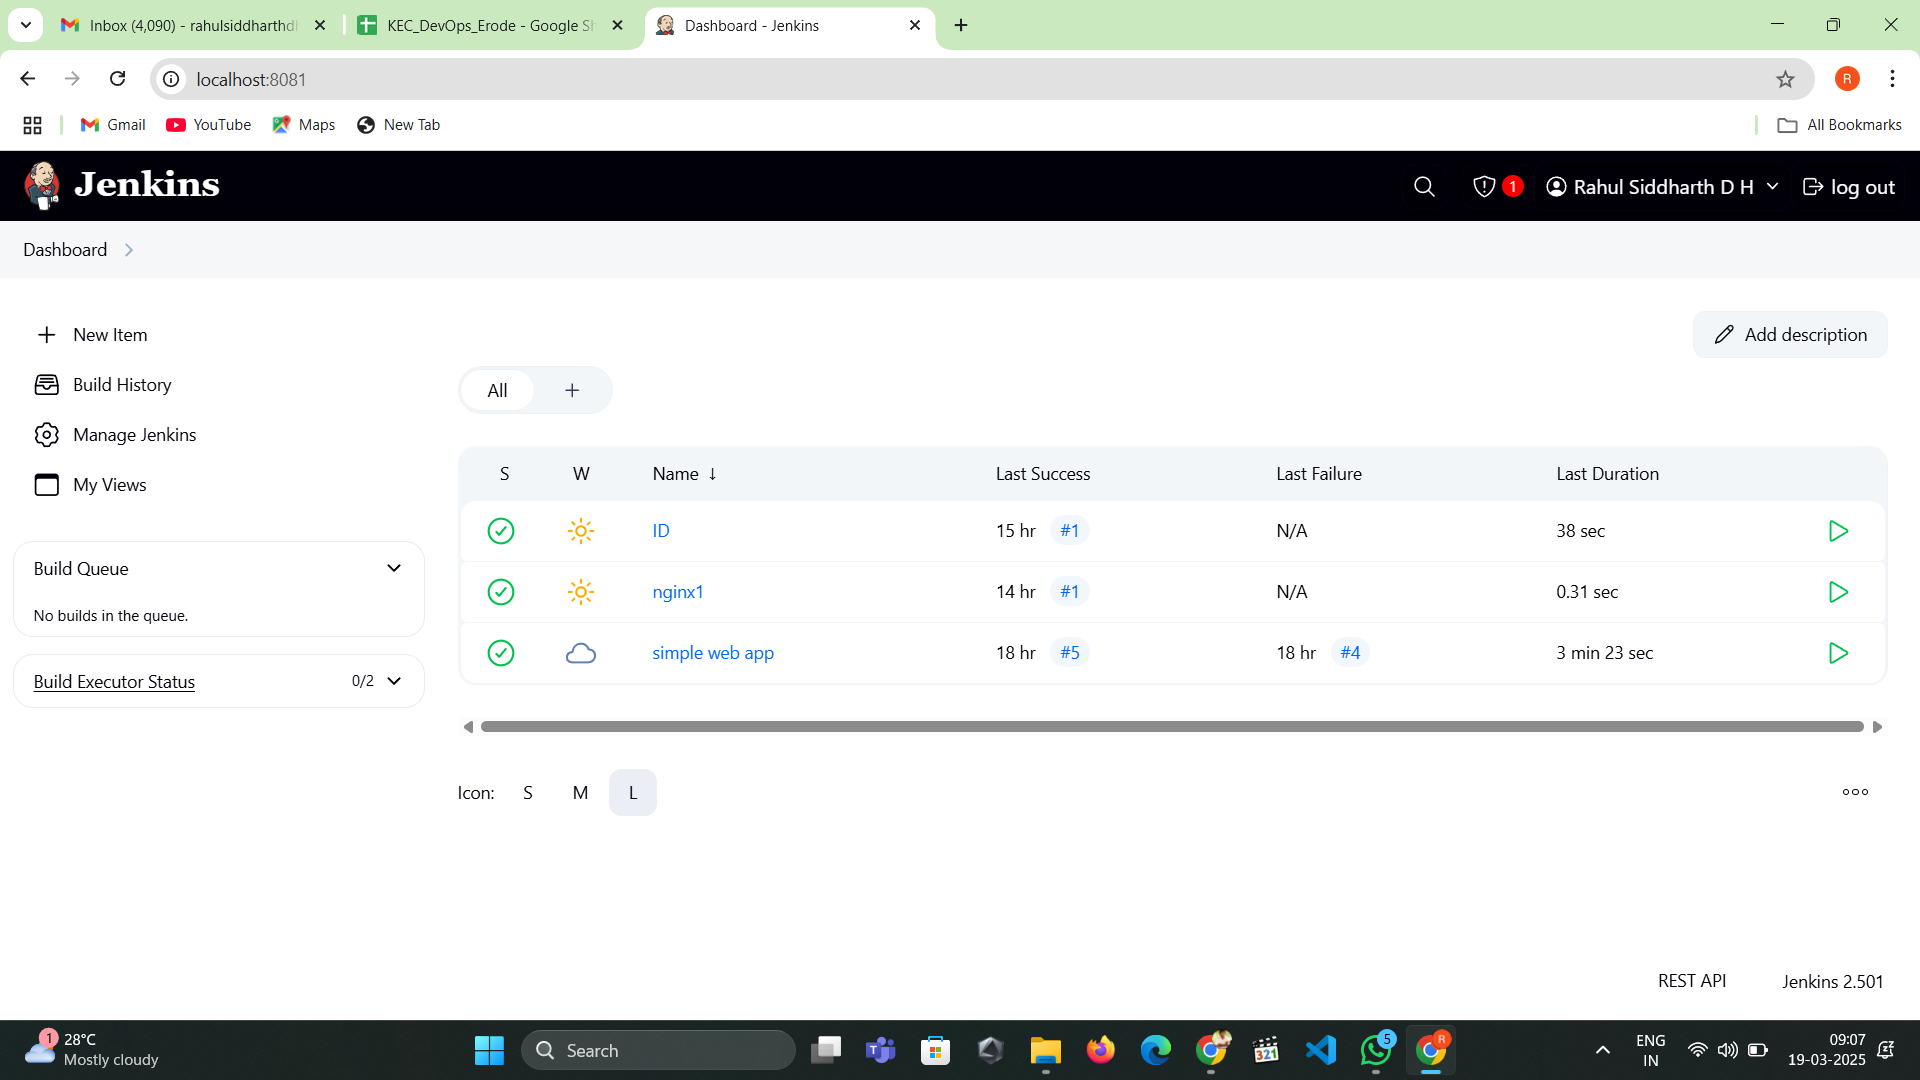 Inbox (4,090) - rahulsiddharthdh
KEC_DevOps_Erode - Google Sh
Dashboard - Jenkins
localhost:8081
R
Gmail
YouTube
Maps
New Tab
All Bookmarks
Jenkins
1
Rahul Siddharth D H
log out
Dashboard
New Item
Add description
Build History
All
+
Manage Jenkins
My Views
S W Name ↓ Last Success Last Failure Last Duration
ID 15 hr #1 N/A 38 sec
nginx1 14 hr #1 N/A 0.31 sec
simple web app 18 hr #5 18 hr #4 3 min 23 sec
Build Queue
No builds in the queue.
Build Executor Status 0/2
Icon: S M L
REST API
Jenkins 2.501
1
28°C
Mostly cloudy
Search
321
5
R
ENG
IN
09:07
19-03-2025